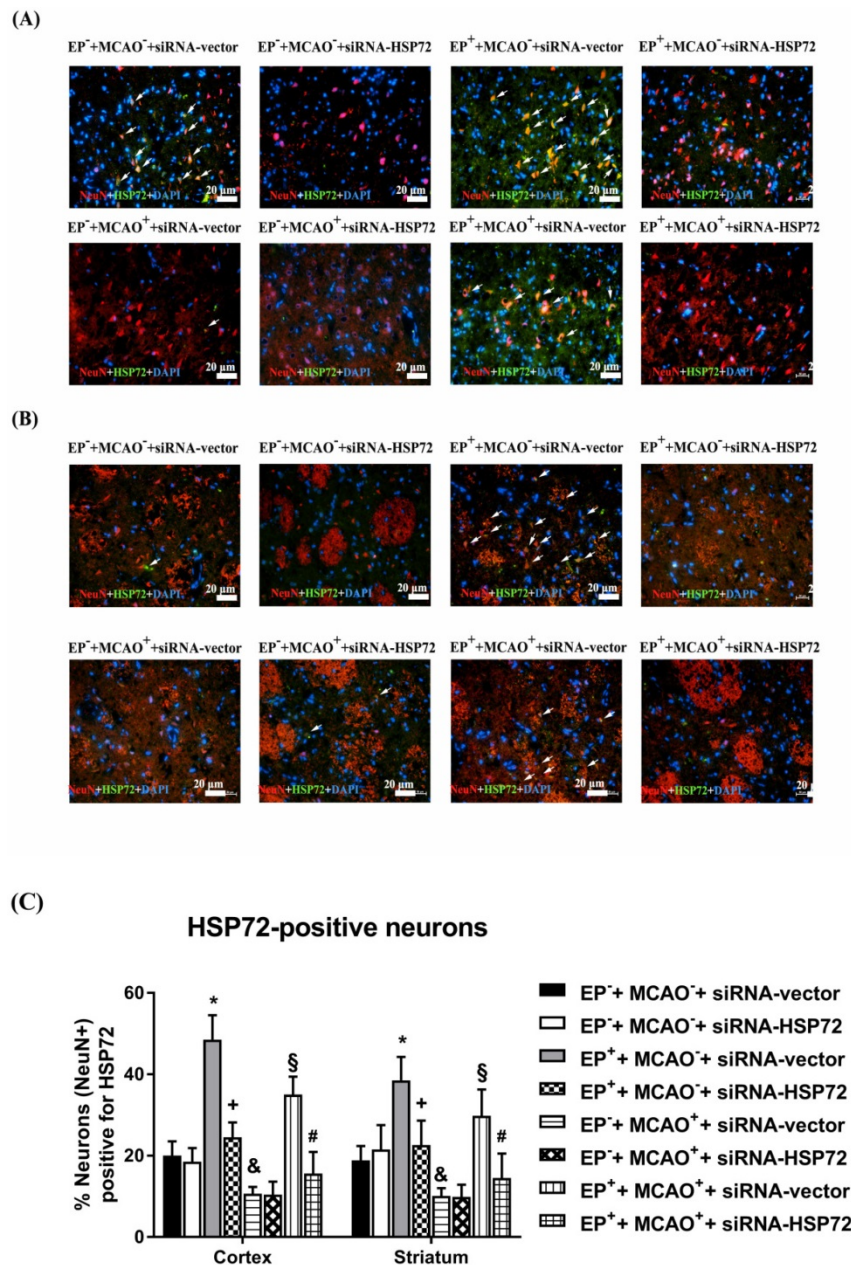 (A)
EP⁻+MCAO⁻+siRNA-vector EP⁻+MCAO⁻+siRNA-HSP72 EP⁺+MCAO⁻+siRNA-vector EP⁺+MCAO⁻+siRNA-HSP72
NeuN+HSP72+DAPI 20 μm NeuN+HSP72+DAPI 20 μm NeuN+HSP72+DAPI 20 μm NeuN+HSP72+DAPI 2
EP⁻+MCAO⁺+siRNA-vector EP⁻+MCAO⁺+siRNA-HSP72 EP⁺+MCAO⁺+siRNA-vector EP⁺+MCAO⁺+siRNA-HSP72
NeuN+HSP72+DAPI 20 μm NeuN+HSP72+DAPI 20 μm NeuN+HSP72+DAPI 20 μm NeuN+HSP72+DAPI 2
(B)
EP⁻+MCAO⁻+siRNA-vector EP⁻+MCAO⁻+siRNA-HSP72 EP⁺+MCAO⁻+siRNA-vector EP⁺+MCAO⁻+siRNA-HSP72
NeuN+HSP72+DAPI 20 μm NeuN+HSP72+DAPI 20 μm NeuN+HSP72+DAPI 20 μm NeuN+HSP72+DAPI 2
EP⁻+MCAO⁺+siRNA-vector EP⁻+MCAO⁺+siRNA-HSP72 EP⁺+MCAO⁺+siRNA-vector EP⁺+MCAO⁺+siRNA-HSP72
NeuN+HSP72+DAPI 20 μm NeuN+HSP72+DAPI 20 μm NeuN+HSP72+DAPI 20 μm NeuN+HSP72+DAPI 20
(C)
HSP72-positive neurons
% Neurons (NeuN+)
positive for HSP72
60
40
20
0
* + & § #
* + & § #
Cortex Striatum
EP⁻+ MCAO⁻+ siRNA-vector
EP⁻+ MCAO⁻+ siRNA-HSP72
EP⁺+ MCAO⁻+ siRNA-vector
EP⁺+ MCAO⁻+ siRNA-HSP72
EP⁻+ MCAO⁺+ siRNA-vector
EP⁻+ MCAO⁺+ siRNA-HSP72
EP⁺+ MCAO⁺+ siRNA-vector
EP⁺+ MCAO⁺+ siRNA-HSP72